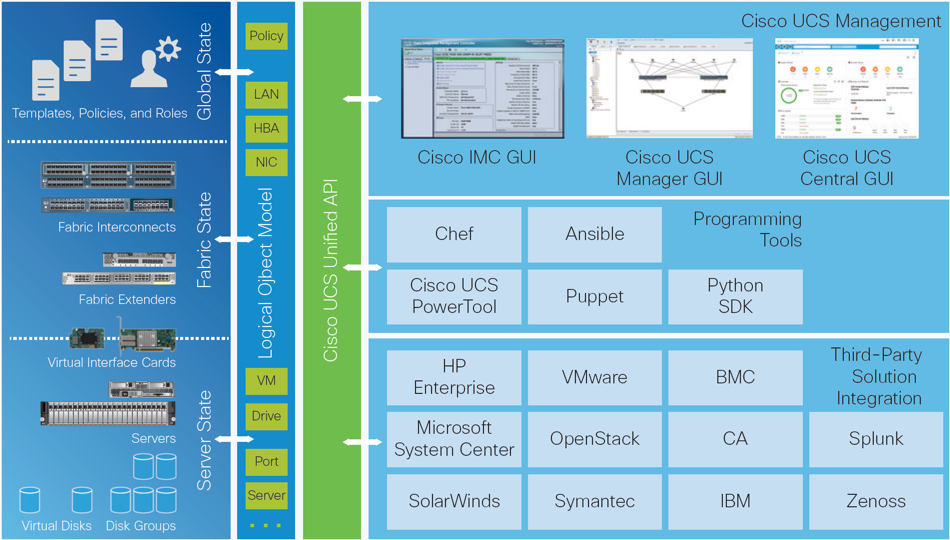 Templates, Policies, and Roles
Global State
Fabric Interconnects
Fabric Extenders
Fabric State
Virtual Interface Cards
Servers
Virtual Disks
Disk Groups
Server State
Policy
LAN
HBA
NIC
Logical Ojbect Model
VM
Drive
Port
Server
...
Cisco UCS Unified API
Cisco UCS Management
Cisco IMC GUI
Cisco UCS
Manager GUI
Cisco UCS
Central GUI
Programming
Tools
Chef
Ansible
Cisco UCS
PowerTool
Puppet
Python
SDK
Third-Party
Solution
Integration
HP
Enterprise
VMware
BMC
Microsoft
System Center
OpenStack
CA
Splunk
SolarWinds
Symantec
IBM
Zenoss